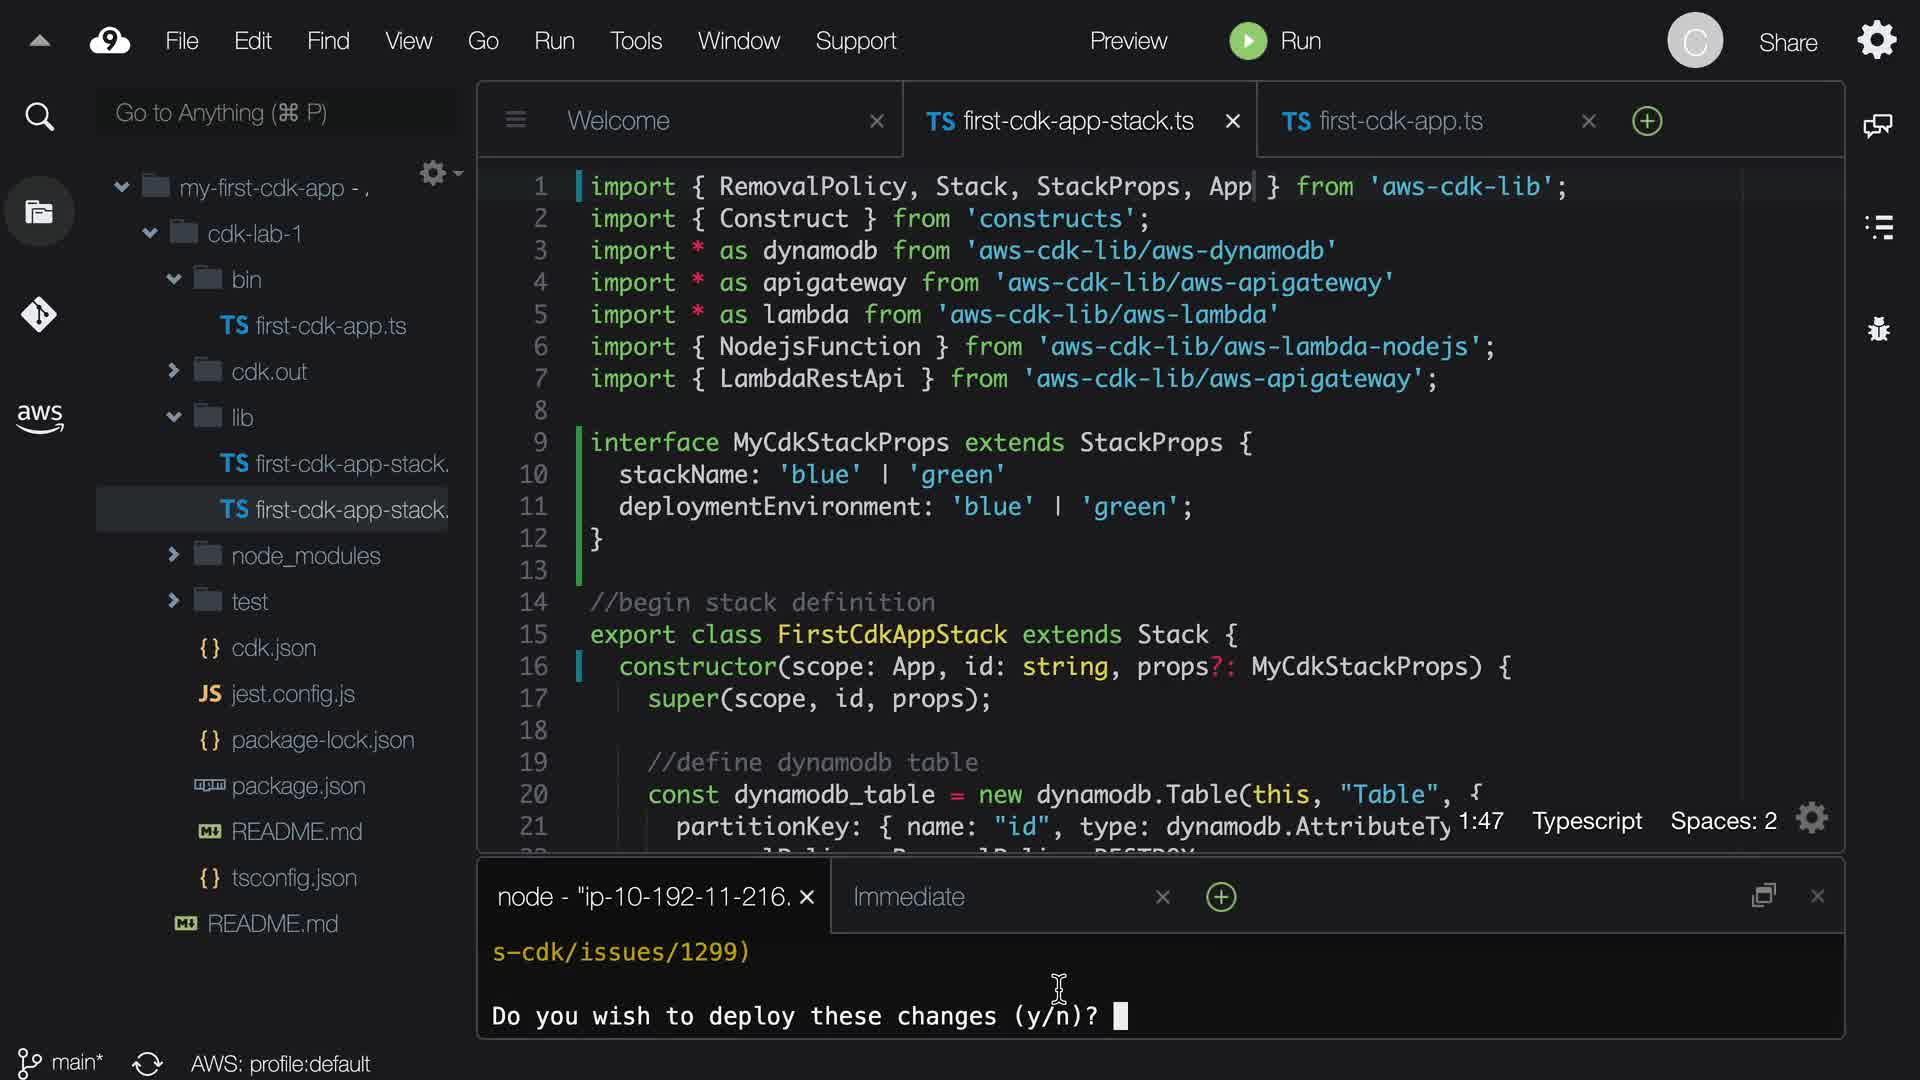 9 File Edit Find View Go Run Tools Window Support Preview Run C Share
Go to Anything (⌘ P)
my-first-cdk-app - .
cdk-lab-1
bin
TS first-cdk-app.ts
cdk.out
lib
TS first-cdk-app-stack.
TS first-cdk-app-stack.
node_modules
test
{} cdk.json
JS jest.config.js
{} package-lock.json
package.json
README.md
{} tsconfig.json
README.md
aws
Welcome TS first-cdk-app-stack.ts TS first-cdk-app.ts
1 import { RemovalPolicy, Stack, StackProps, App } from 'aws-cdk-lib';
2 import { Construct } from 'constructs';
3 import * as dynamodb from 'aws-cdk-lib/aws-dynamodb'
4 import * as apigateway from 'aws-cdk-lib/aws-apigateway'
5 import * as lambda from 'aws-cdk-lib/aws-lambda'
6 import { NodejsFunction } from 'aws-cdk-lib/aws-lambda-nodejs';
7 import { LambdaRestApi } from 'aws-cdk-lib/aws-apigateway';
8
9 interface MyCdkStackProps extends StackProps {
10 stackName: 'blue' | 'green'
11 deploymentEnvironment: 'blue' | 'green';
12 }
13
14 //begin stack definition
15 export class FirstCdkAppStack extends Stack {
16 constructor(scope: App, id: string, props?: MyCdkStackProps) {
17 super(scope, id, props);
18
19 //define dynamodb table
20 const dynamodb_table = new dynamodb.Table(this, "Table", {
21 partitionKey: { name: "id", type: dynamodb.AttributeTy
1:47 Typescript Spaces: 2
node - "ip-10-192-11-216. Immediate
s-cdk/issues/1299)
Do you wish to deploy these changes (y/n)?
main* AWS: profile:default